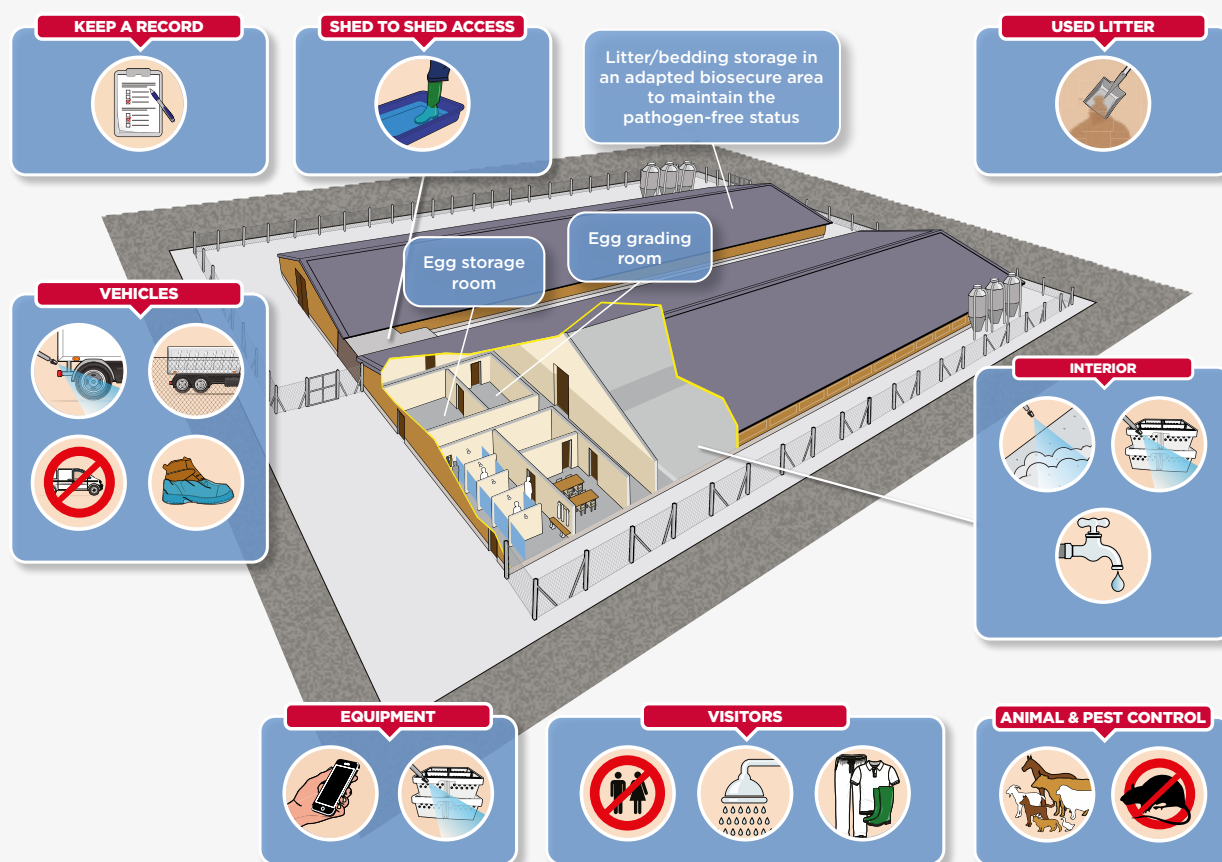 KEEP A RECORD
SHED TO SHED ACCESS
Litter/bedding storage in
an adapted biosecure area
to maintain the
pathogen-free status
USED LITTER
Egg storage
room
Egg grading
room
VEHICLES
INTERIOR
EQUIPMENT
VISITORS
ANIMAL & PEST CONTROL